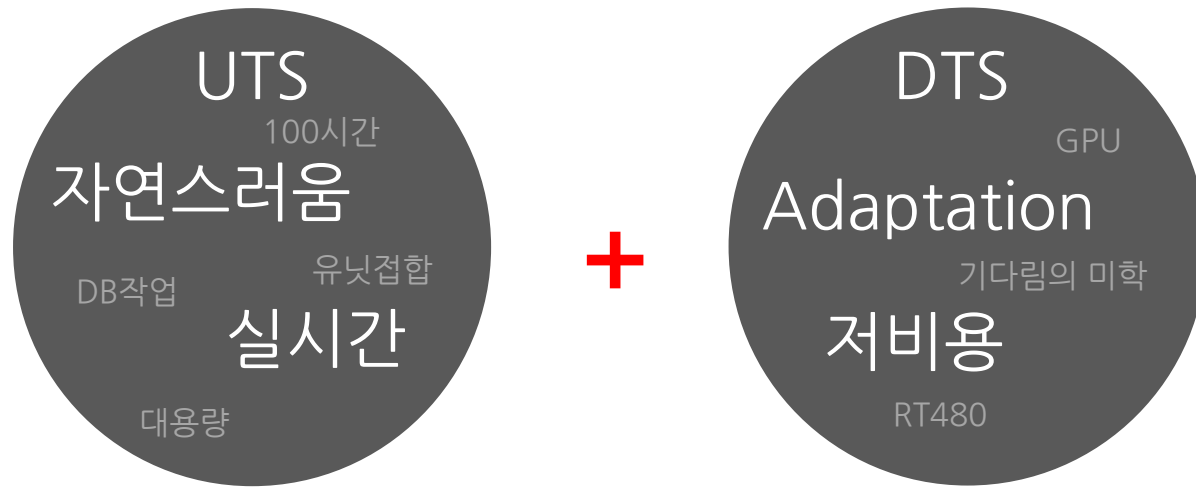 UTS
100시간
자연스러움
유닛접합
DB작업
실시간
대용량
+
DTS
GPU
Adaptation
기다림의 미학
저비용
RT480